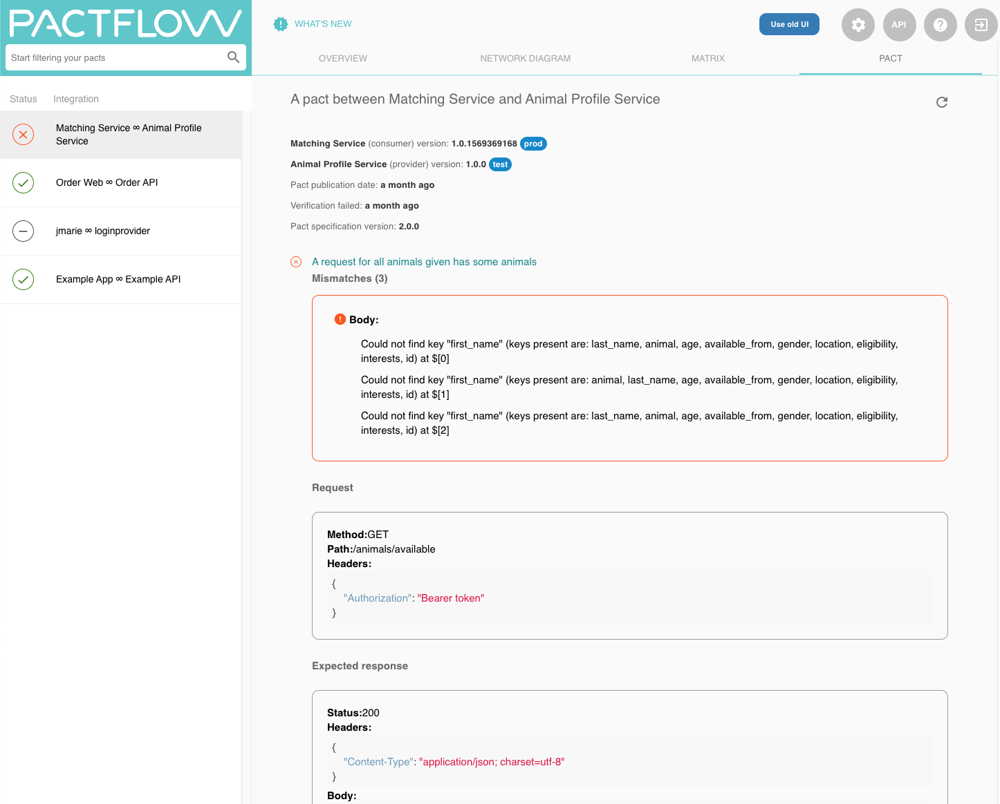 PACTFLOW
Start filtering your pacts
WHAT'S NEW
Use old UI
API
OVERVIEW
NETWORK DIAGRAM
MATRIX
PACT
Status
Integration
Matching Service ∞ Animal Profile
Service
Order Web ∞ Order API
jmarie ∞ loginprovider
Example App ∞ Example API
A pact between Matching Service and Animal Profile Service
Matching Service (consumer) version: 1.0.1569369168 prod
Animal Profile Service (provider) version: 1.0.0 test
Pact publication date: a month ago
Verification failed: a month ago
Pact specification version: 2.0.0
A request for all animals given has some animals
Mismatches (3)
Body:
Could not find key "first_name" (keys present are: last_name, animal, age, available_from, gender, location, eligibility,
interests, id) at $[0]
Could not find key "first_name" (keys present are: animal, last_name, age, available_from, gender, location, eligibility,
interests, id) at $[1]
Could not find key "first_name" (keys present are: last_name, animal, age, available_from, gender, location, eligibility,
interests, id) at $[2]
Request
Method:GET
Path:/animals/available
Headers:
{
"Authorization": "Bearer token"
}
Expected response
Status:200
Headers:
{
"Content-Type": "application/json; charset=utf-8"
}
Body: